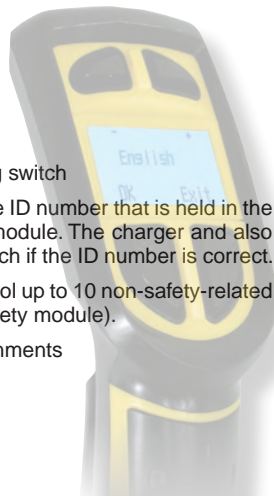 - +
English
OK Exit
g switch
e ID number that is held in the
module. The charger and also
ch if the ID number is correct.
ol up to 10 non-safety-related
ety module).
nments